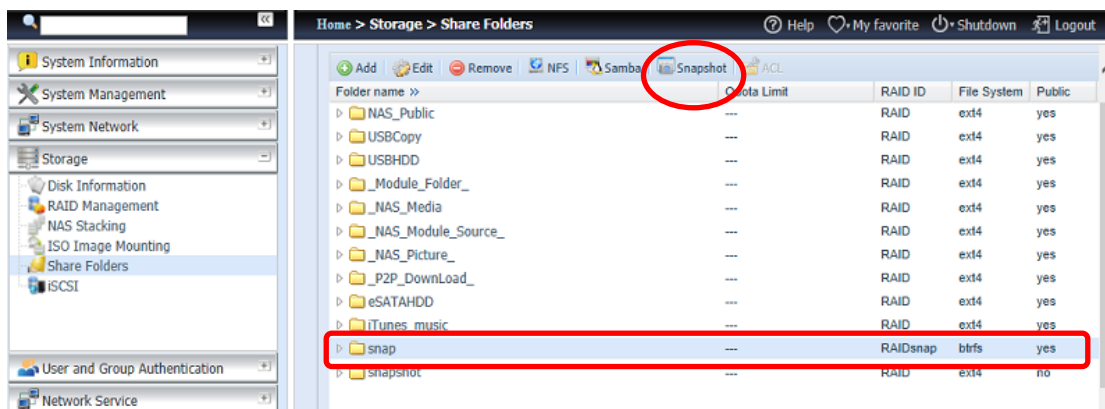 Home > Storage > Share Folders
Help My favorite Shutdown Logout
System Information
System Management
System Network
Storage
Disk Information
RAID Management
NAS Stacking
ISO Image Mounting
Share Folders
iSCSI
User and Group Authentication
Network Service
Add Edit Remove NFS Samba Snapshot ACL
Folder name » Quota Limit RAID ID File System Public
NAS_Public --- RAID ext4 yes
USBCopy --- RAID ext4 yes
USBHDD --- RAID ext4 yes
_Module_Folder_ --- RAID ext4 yes
_NAS_Media --- RAID ext4 yes
_NAS_Module_Source_ --- RAID ext4 yes
_NAS_Picture_ --- RAID ext4 yes
_P2P_DownLoad_ --- RAID ext4 yes
eSATAHDD --- RAID ext4 yes
iTunes_music --- RAID ext4 yes
snap --- RAIDsnap btrfs yes
snapshot --- RAID ext4 no